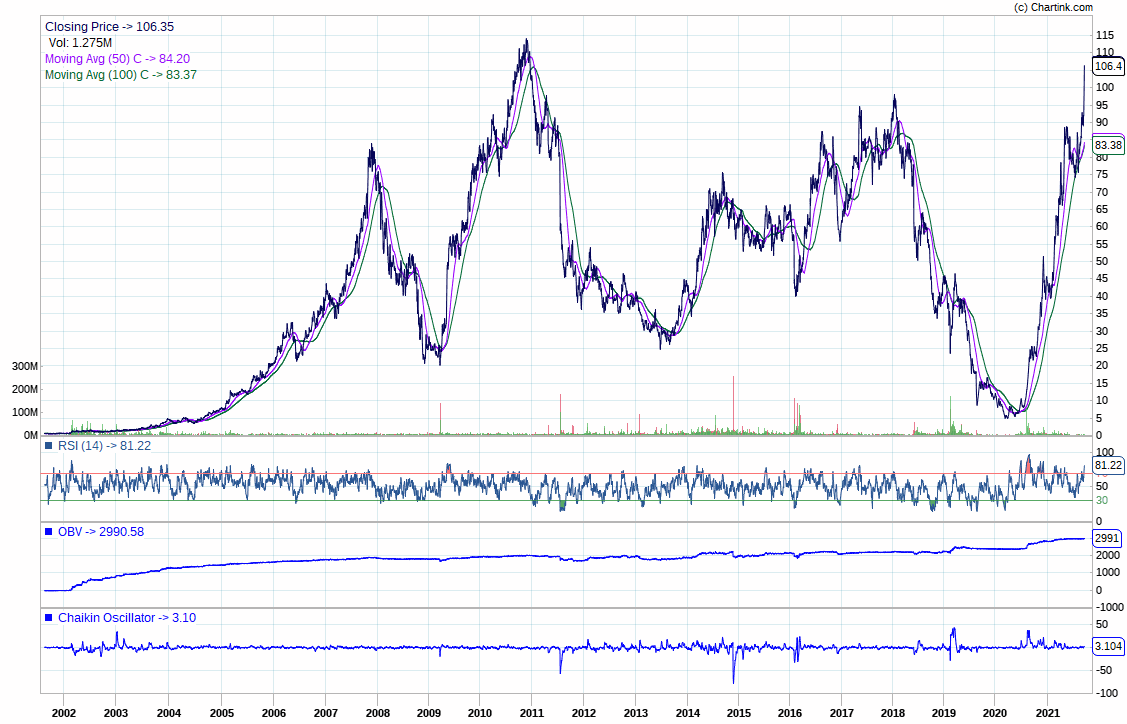 (c) Chartink.com
Closing Price -> 106.35
Vol: 1.275M
Moving Avg (50) C -> 84.20
Moving Avg (100) C -> 83.37
115
110
106.4
100
95
90
83.38
80
75
70
65
60
55
50
45
40
35
30
25
20
15
10
5
0
300M
200M
100M
0M
RSI (14) -> 81.22
100
81.22
50
30
0
OBV -> 2990.58
2991
2000
1000
0
-1000
Chaikin Oscillator -> 3.10
50
3.104
-50
-100
2002 2003 2004 2005 2006 2007 2008 2009 2010 2011 2012 2013 2014 2015 2016 2017 2018 2019 2020 2021